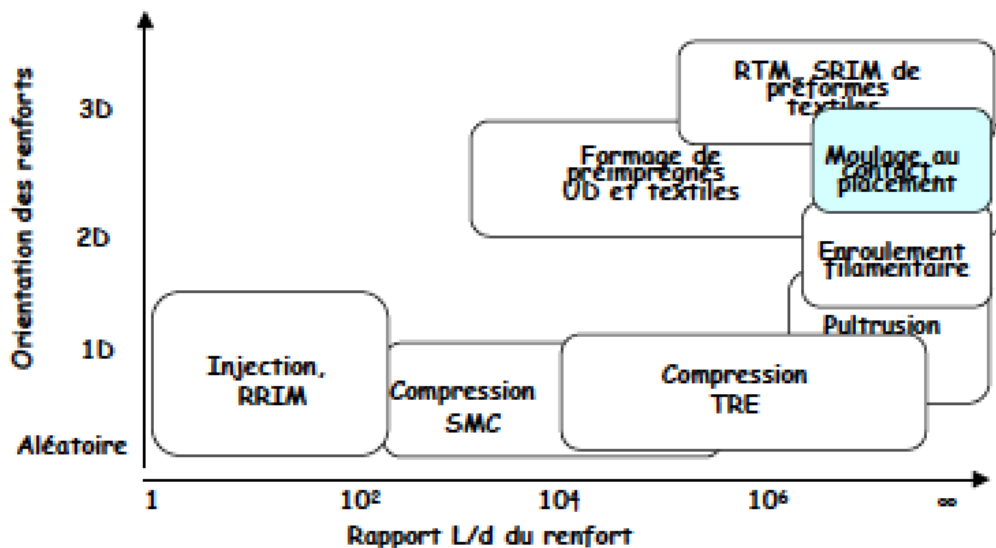 Orientation des renforts
3D
2D
1D
Aléatoire
RTM, SRIM de
préformes
textiles
Formage de
préimprégnés
UD et textiles
Moulage au
contact,
placement
Enroulement
filamentaire
Pultrusion
Injection,
RRIM
Compression
SMC
Compression
TRE
1
10²
10⁴
10⁶
∞
Rapport L/d du renfort